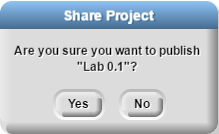 Share Project
Are you sure you want to publish
"Lab 0.1"?
Yes
No